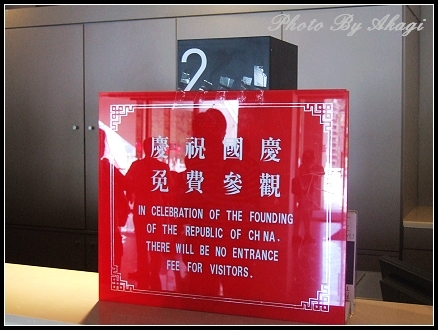 Photo By Akagi
2
慶祝國慶
免費參觀
IN CELEBRATION OF THE FOUNDING
OF THE REPUBLIC OF CHINA.
THERE WILL BE NO ENTRANCE
FEE FOR VISITORS.